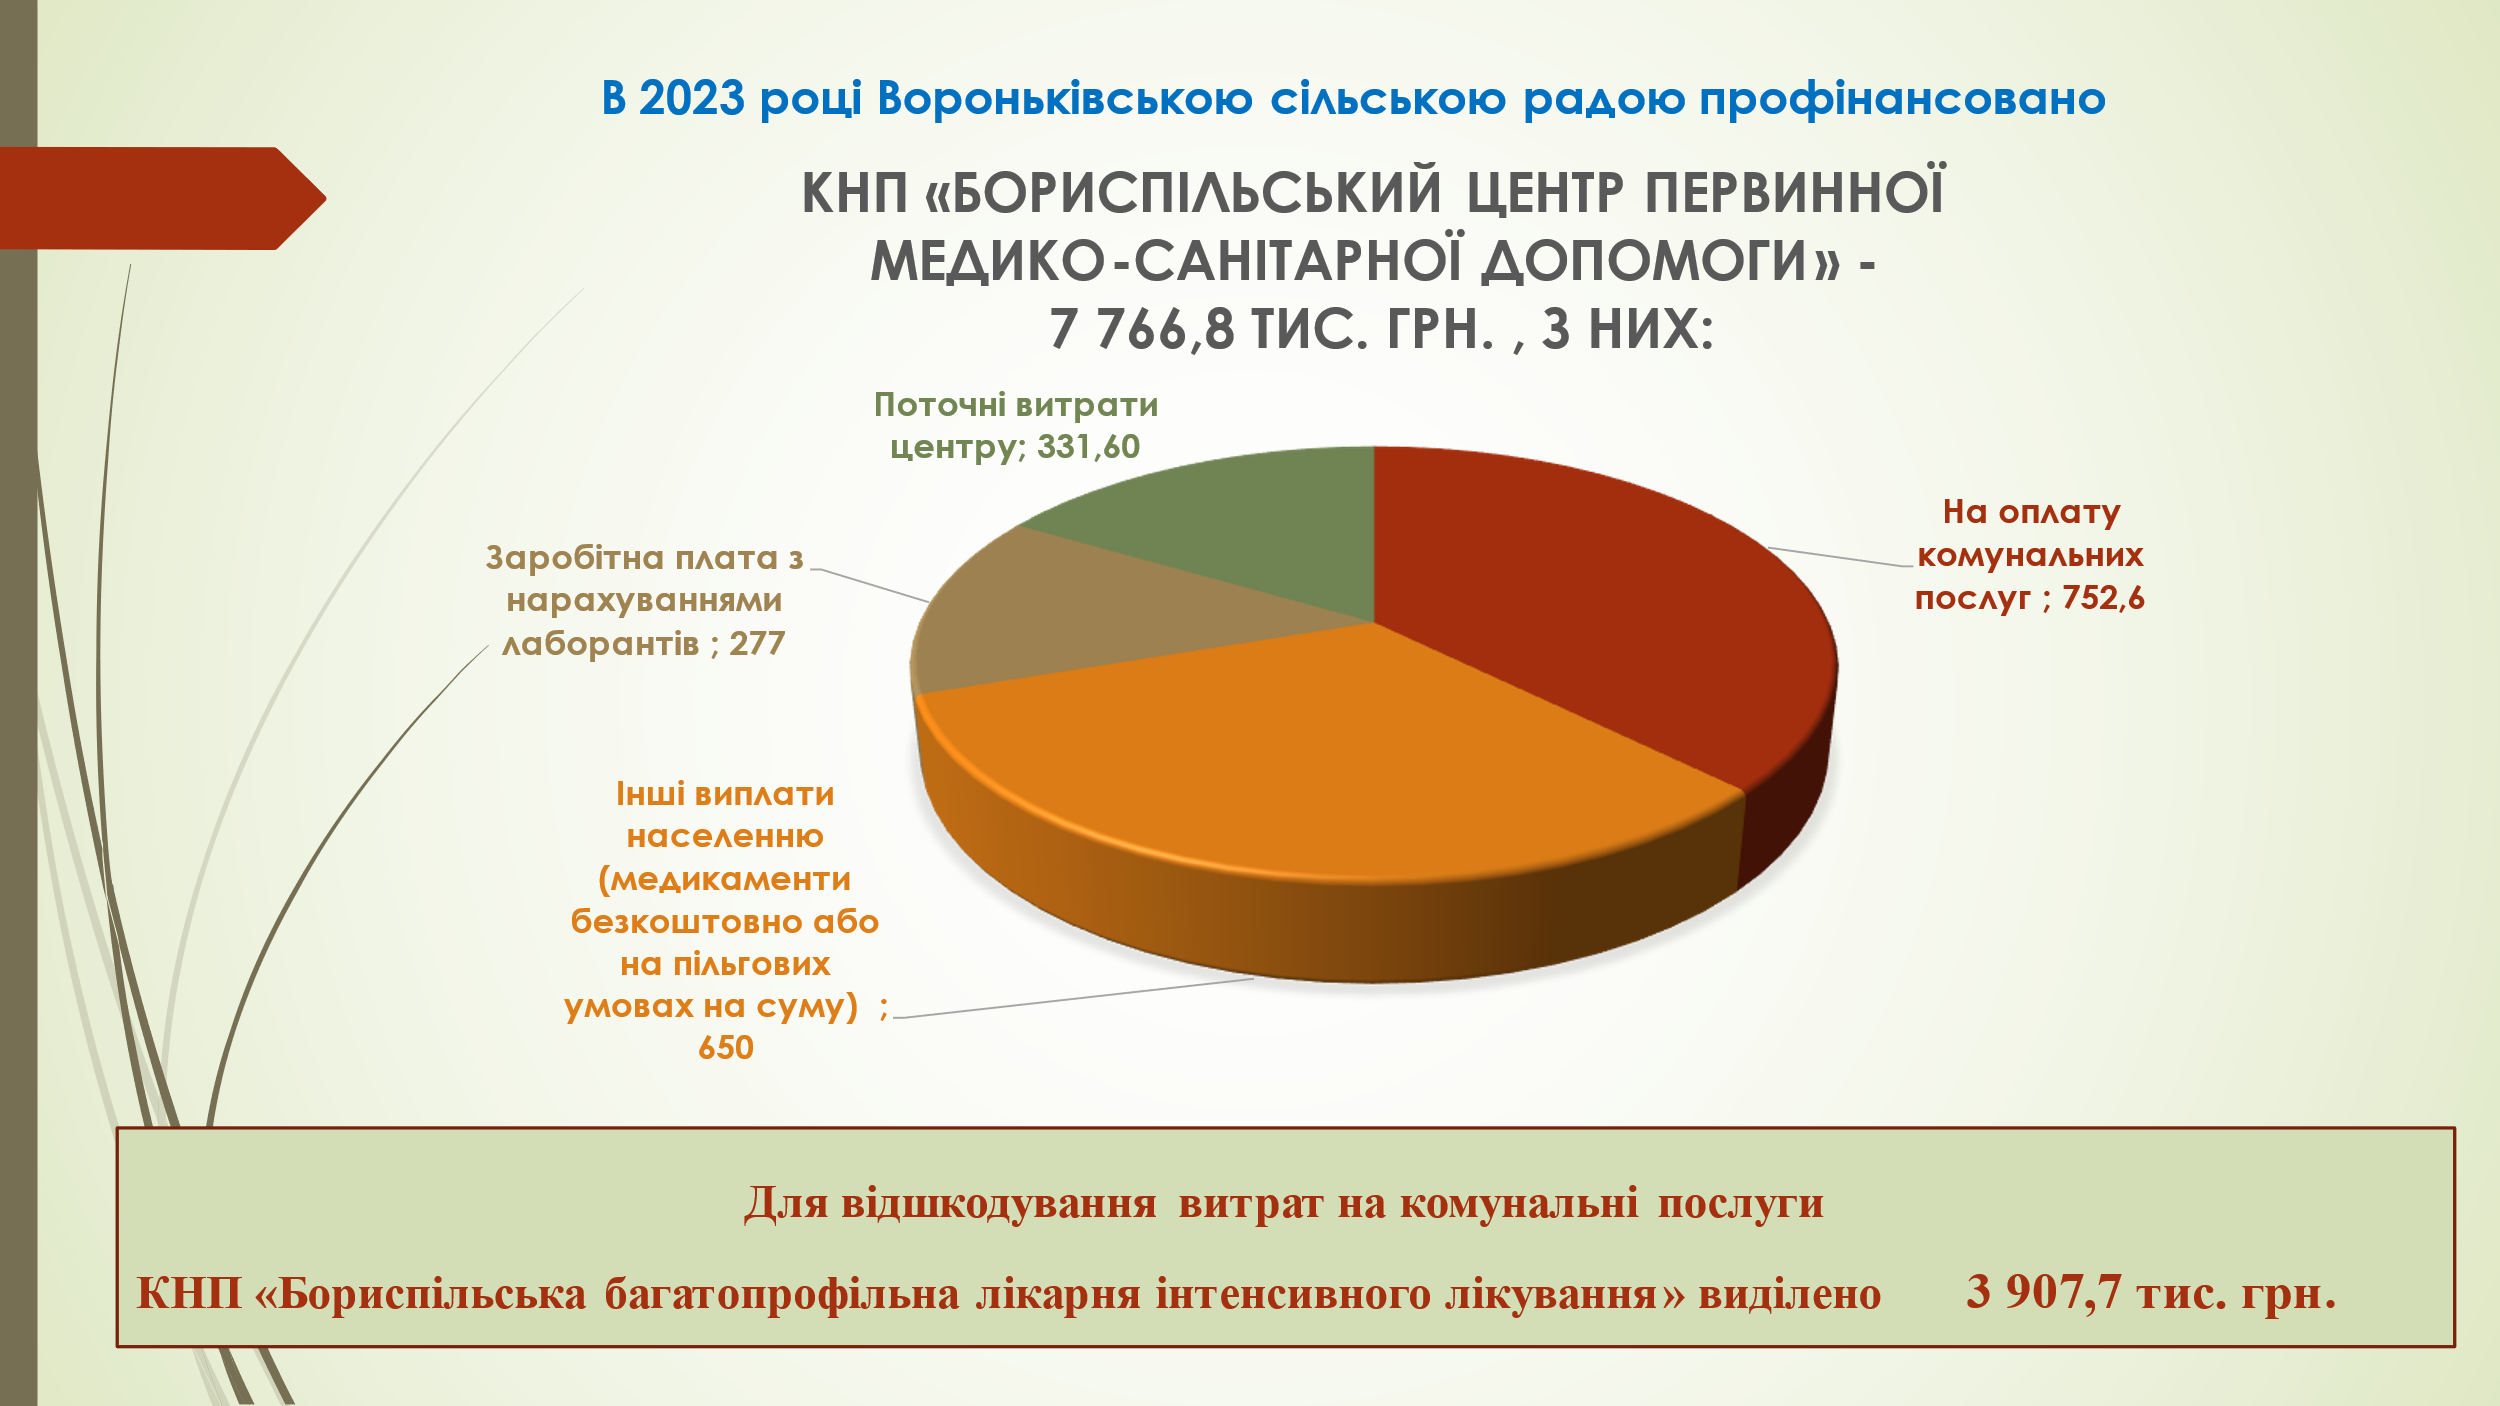 В 2023 році Вороньківською сільською радою профінансовано
КНП «БОРИСПІЛЬСЬКИЙ ЦЕНТР ПЕРВИННОЇ
МЕДИКО-САНІТАРНОЇ ДОПОМОГИ» -
7 766,8 ТИС. ГРН. , З НИХ:
Поточні витрати
центру; 331,60
На оплату
комунальних
послуг ; 752,6
Заробітна плата з
нарахуваннями
лаборантів ; 277
Інші виплати
населенню
(медикаменти
безкоштовно або
на пільгових
умовах на суму) ;
650
Для відшкодування витрат на комунальні послуги
КНП «Бориспільська багатопрофільна лікарня інтенсивного лікування» виділено 3 907,7 тис. грн.